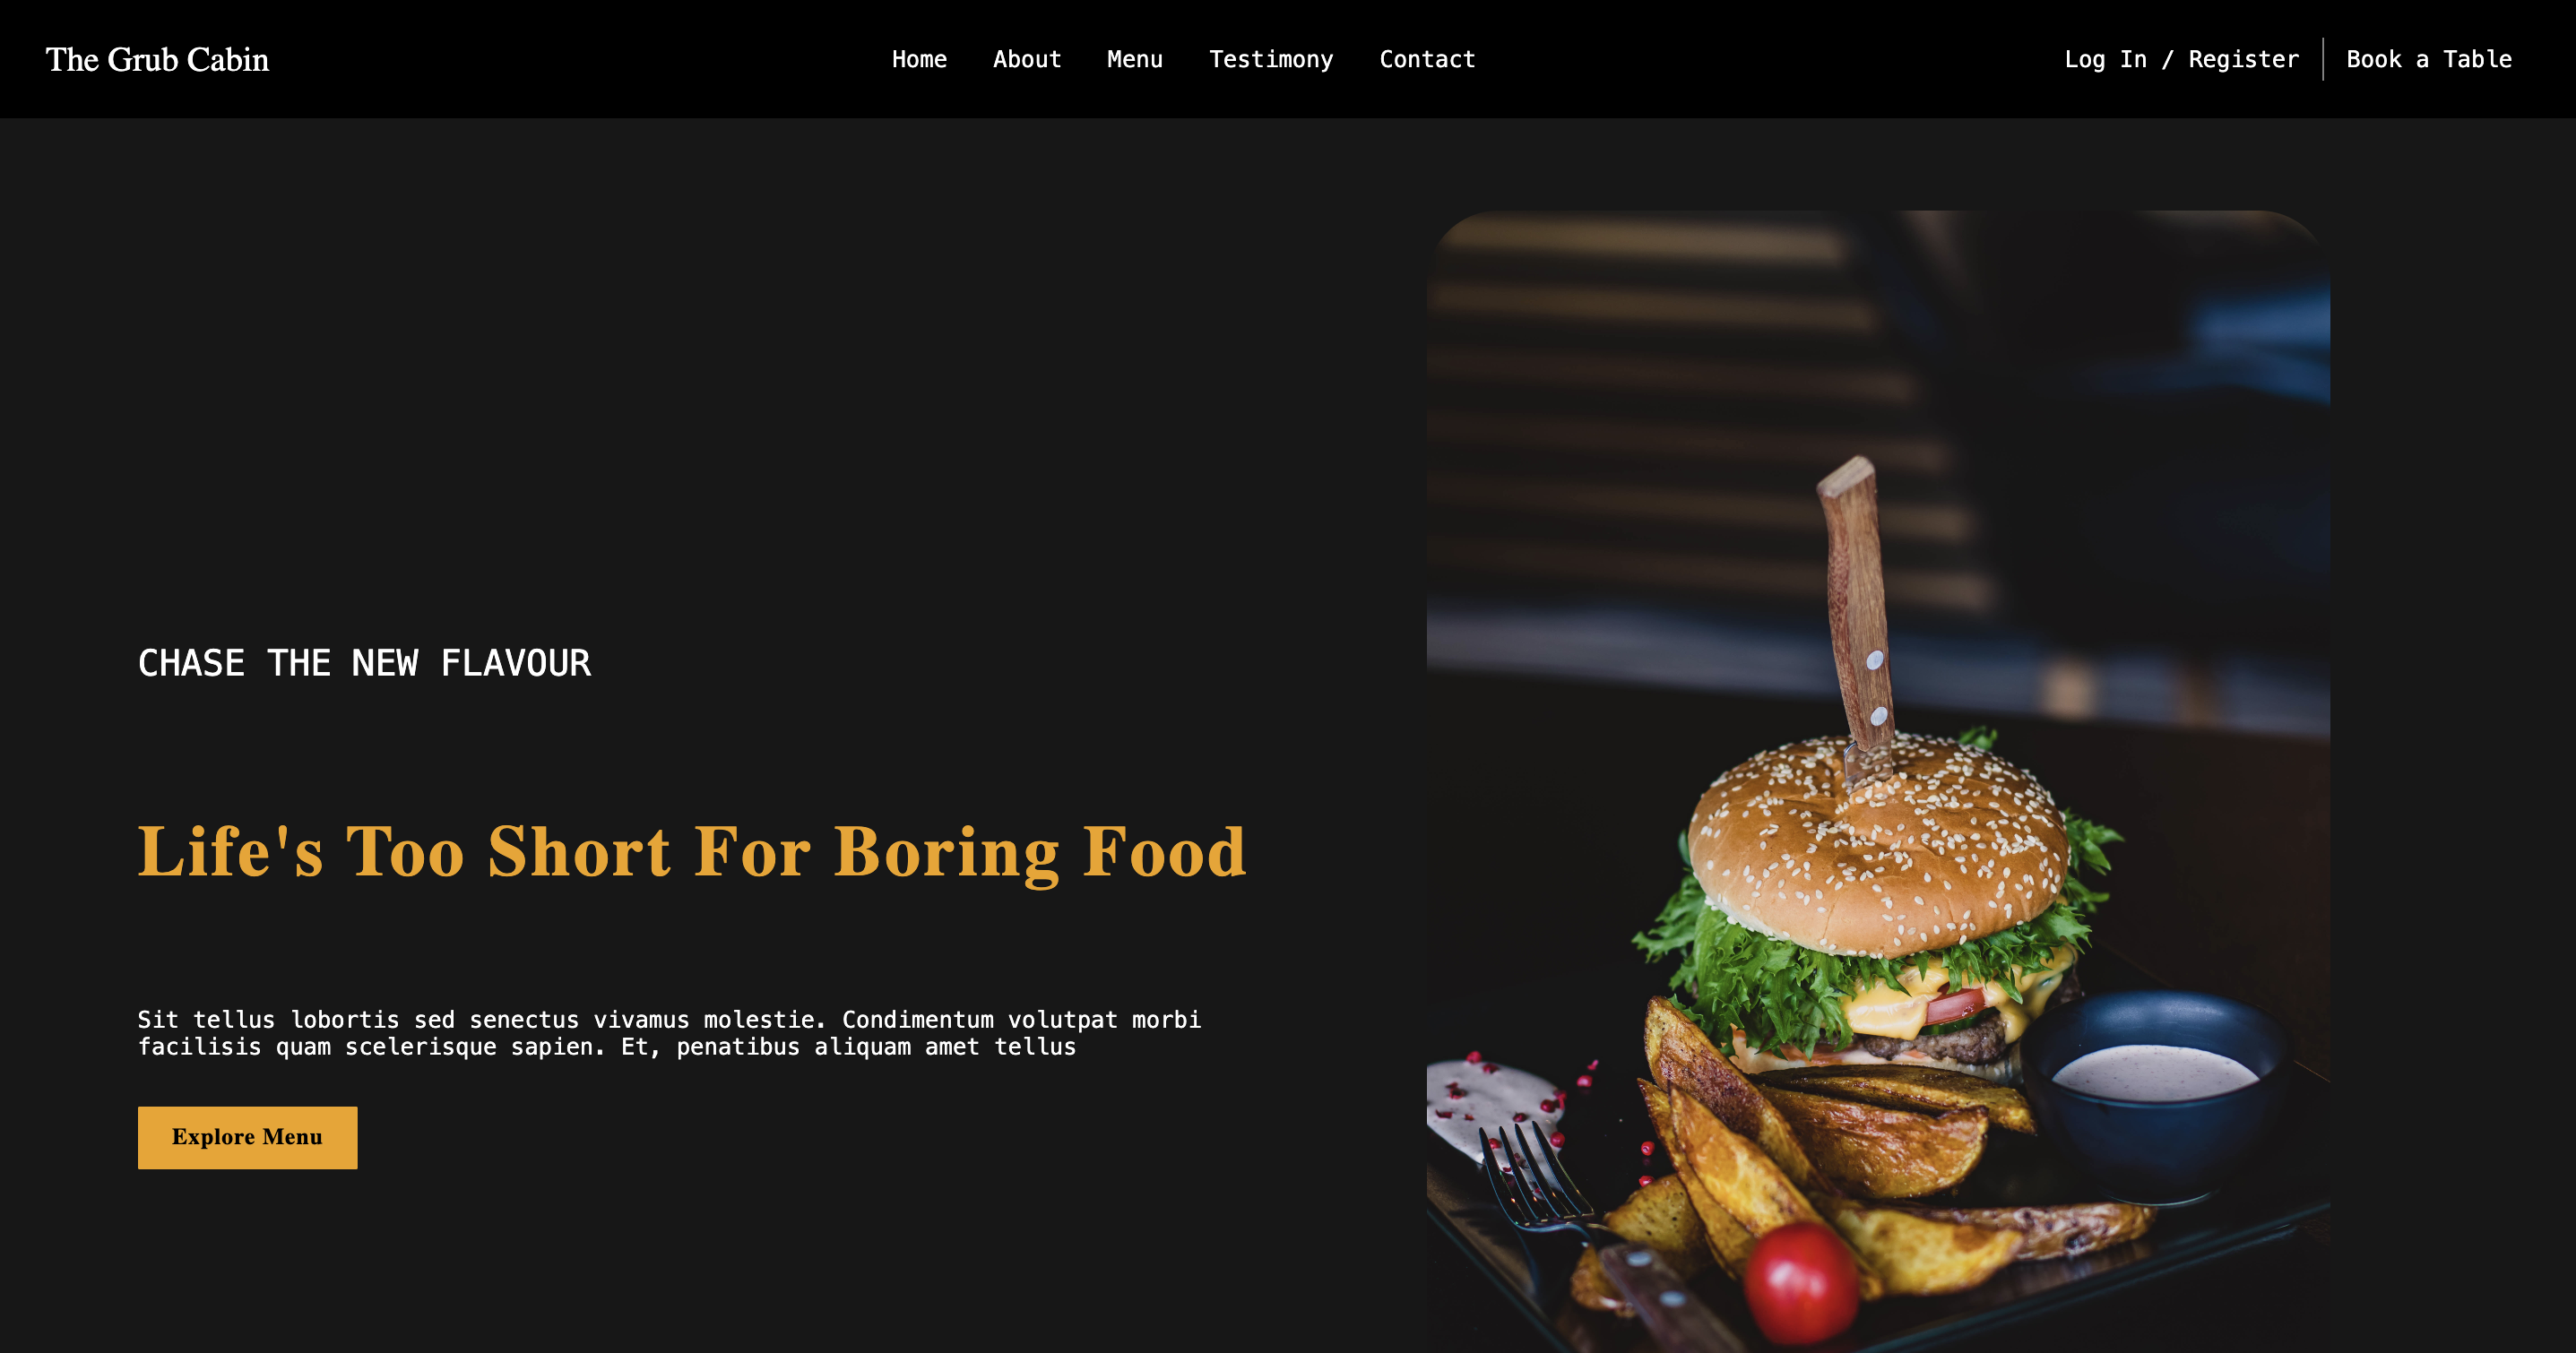 The Grub Cabin
Home About Menu Testimony Contact
Log In / Register Book a Table
CHASE THE NEW FLAVOUR
Life's Too Short For Boring Food
Sit tellus lobortis sed senectus vivamus molestie. Condimentum volutpat morbi
facilisis quam scelerisque sapien. Et, penatibus aliquam amet tellus
Explore Menu